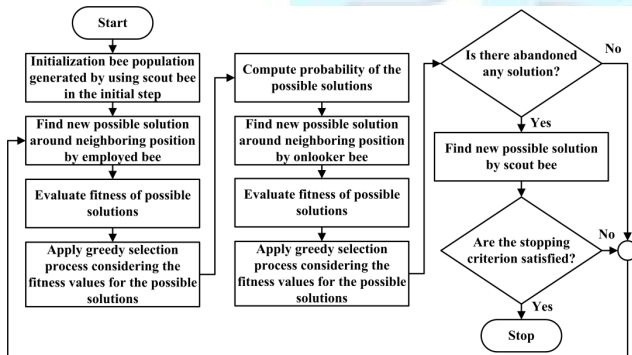 Start
Initialization bee population
generated by using scout bee
in the initial step
Find new possible solution
around neighboring position
by employed bee
Evaluate fitness of possible
solutions
Apply greedy selection
process considering the
fitness values for the possible
solutions
Compute probability of the
possible solutions
Find new possible solution
around neighboring position
by onlooker bee
Evaluate fitness of possible
solutions
Apply greedy selection
process considering the
fitness values for the possible
solutions
Is there abandoned
any solution?
No
Yes
Find new possible solution
by scout bee
Are the stopping
criterion satisfied?
No
Yes
Stop